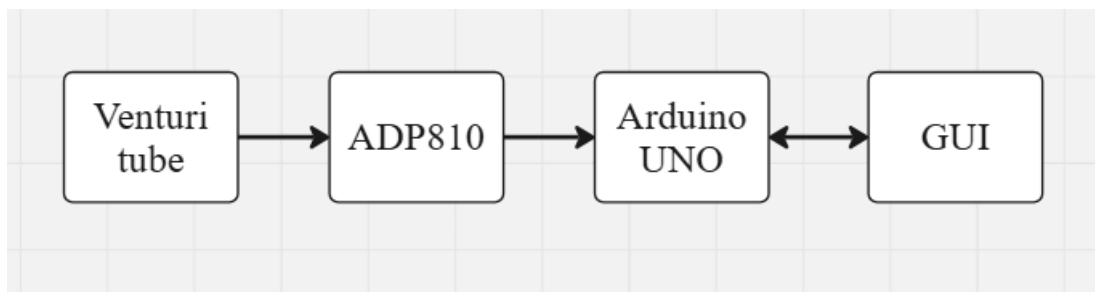 Venturi
tube
ADP810
Arduino
UNO
GUI